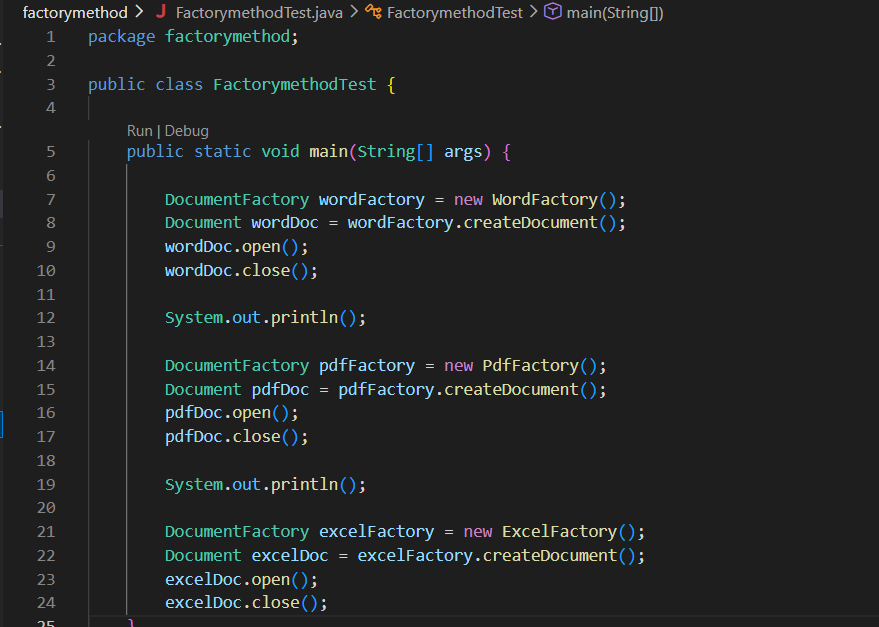 factorymethod > FactorymethodTest.java > FactorymethodTest > main(String[])
1 package factorymethod;
2
3 public class FactorymethodTest {
4
Run | Debug
5 public static void main(String[] args) {
6
7 DocumentFactory wordFactory = new WordFactory();
8 Document wordDoc = wordFactory.createDocument();
9 wordDoc.open();
10 wordDoc.close();
11
12 System.out.println();
13
14 DocumentFactory pdfFactory = new PdfFactory();
15 Document pdfDoc = pdfFactory.createDocument();
16 pdfDoc.open();
17 pdfDoc.close();
18
19 System.out.println();
20
21 DocumentFactory excelFactory = new ExcelFactory();
22 Document excelDoc = excelFactory.createDocument();
23 excelDoc.open();
24 excelDoc.close();
25 }